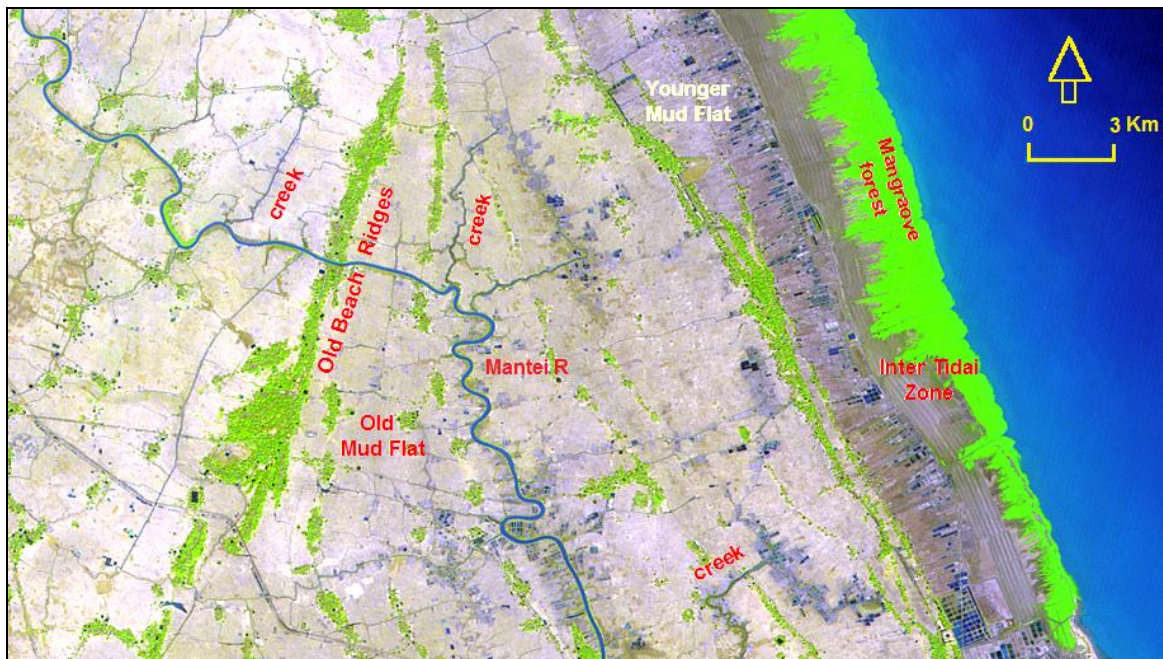 Younger
Mud Flat
0 3 Km
Mangraove
forest
creek
creek
Old Beach Ridges
Inter Tidai
Zone
Mantei R
Old
Mud Flat
creek